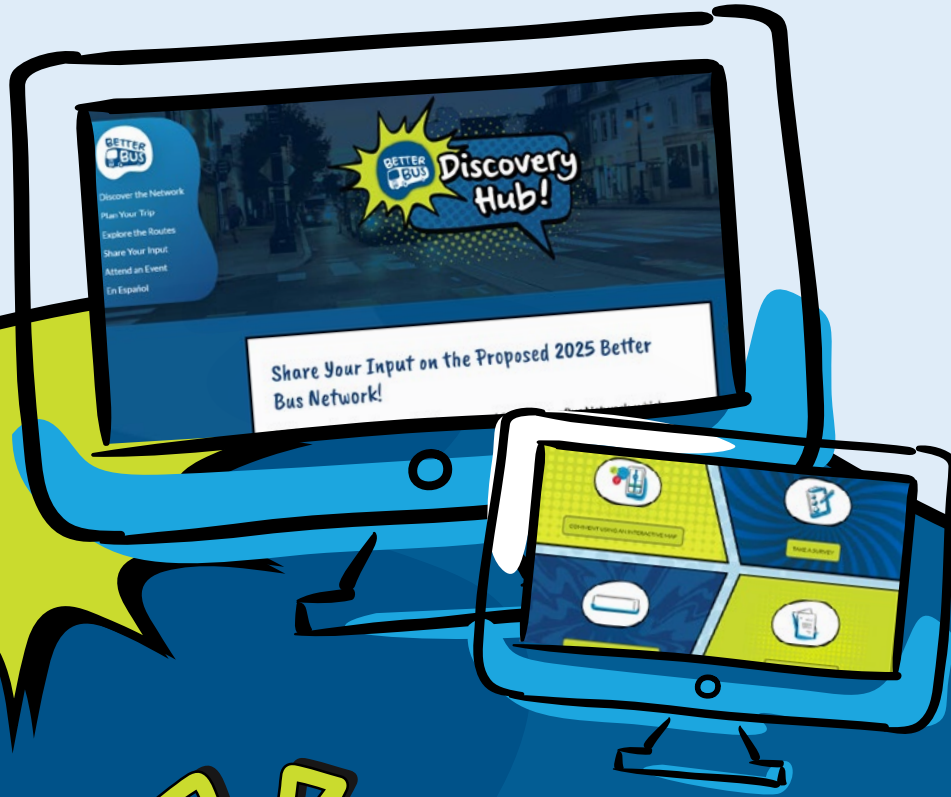 BETTER
BUS
Discover the Network
Plan Your Trip
Explore the Routes
Share Your Input
Attend an Event
En Español
BETTER
BUS
Discovery
Hub!
Share Your Input on the Proposed 2025 Better
Bus Network!
COMMENT USING AN INTERACTIVE MAP
TAKE A SURVEY